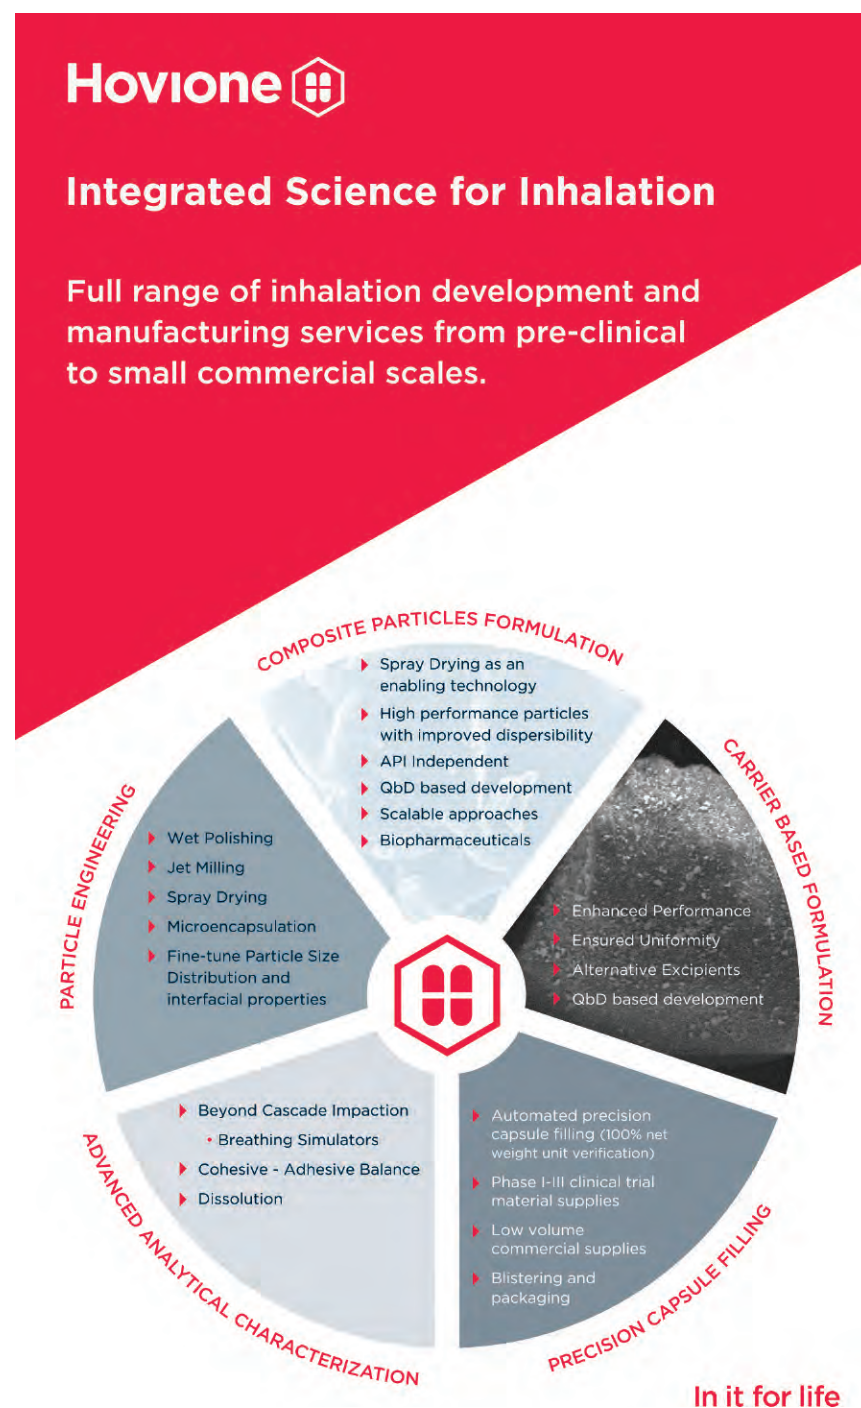 Hovione
Integrated Science for Inhalation
Full range of inhalation development and
manufacturing services from pre-clinical
to small commercial scales.
COMPOSITE PARTICLES FORMULATION
Spray Drying as an
enabling technology
High performance particles
with improved dispersibility
API Independent
QbD based development
Scalable approaches
Biopharmaceuticals
CARRIER BASED FORMULATION
Enhanced Performance
Ensured Uniformity
Alternative Excipients
QbD based development
PARTICLE ENGINEERING
Wet Polishing
Jet Milling
Spray Drying
Microencapsulation
Fine-tune Particle Size
Distribution and
interfacial properties
ADVANCED ANALYTICAL CHARACTERIZATION
Beyond Cascade Impaction
• Breathing Simulators
Cohesive - Adhesive Balance
Dissolution
PRECISION CAPSULE FILLING
Automated precision
capsule filling (100% net
weight unit verification)
Phase I-III clinical trial
material supplies
Low volume
commercial supplies
Blistering and
packaging
In it for life